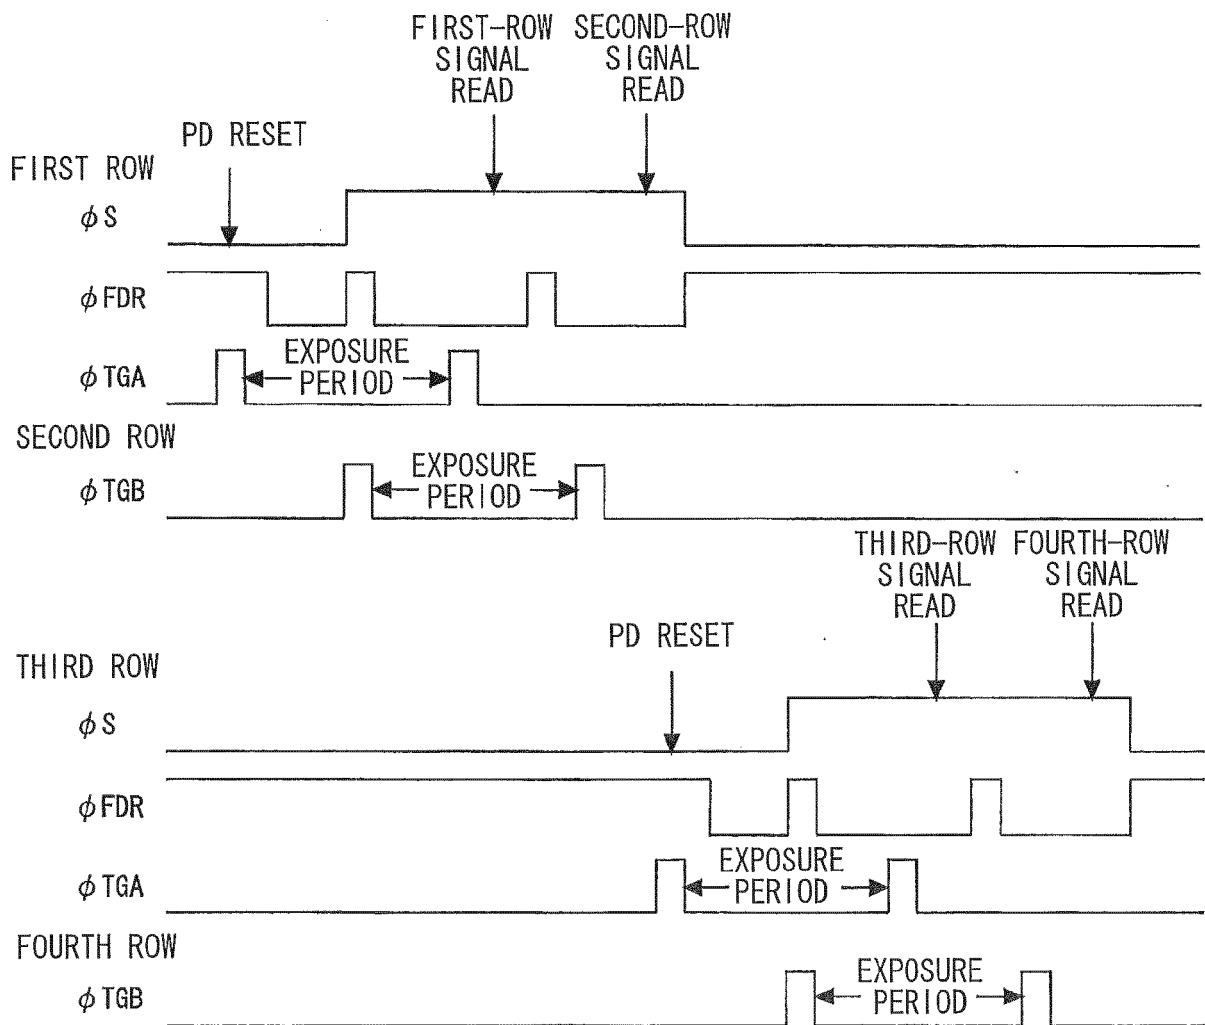 FIRST-ROW SECOND-ROW
SIGNAL SIGNAL
READ READ
PD RESET
FIRST ROW
φS
φFDR
φTGA
EXPOSURE
PERIOD
SECOND ROW
φTGB
EXPOSURE
PERIOD
THIRD-ROW FOURTH-ROW
SIGNAL SIGNAL
READ READ
PD RESET
THIRD ROW
φS
φFDR
φTGA
EXPOSURE
PERIOD
FOURTH ROW
φTGB
EXPOSURE
PERIOD